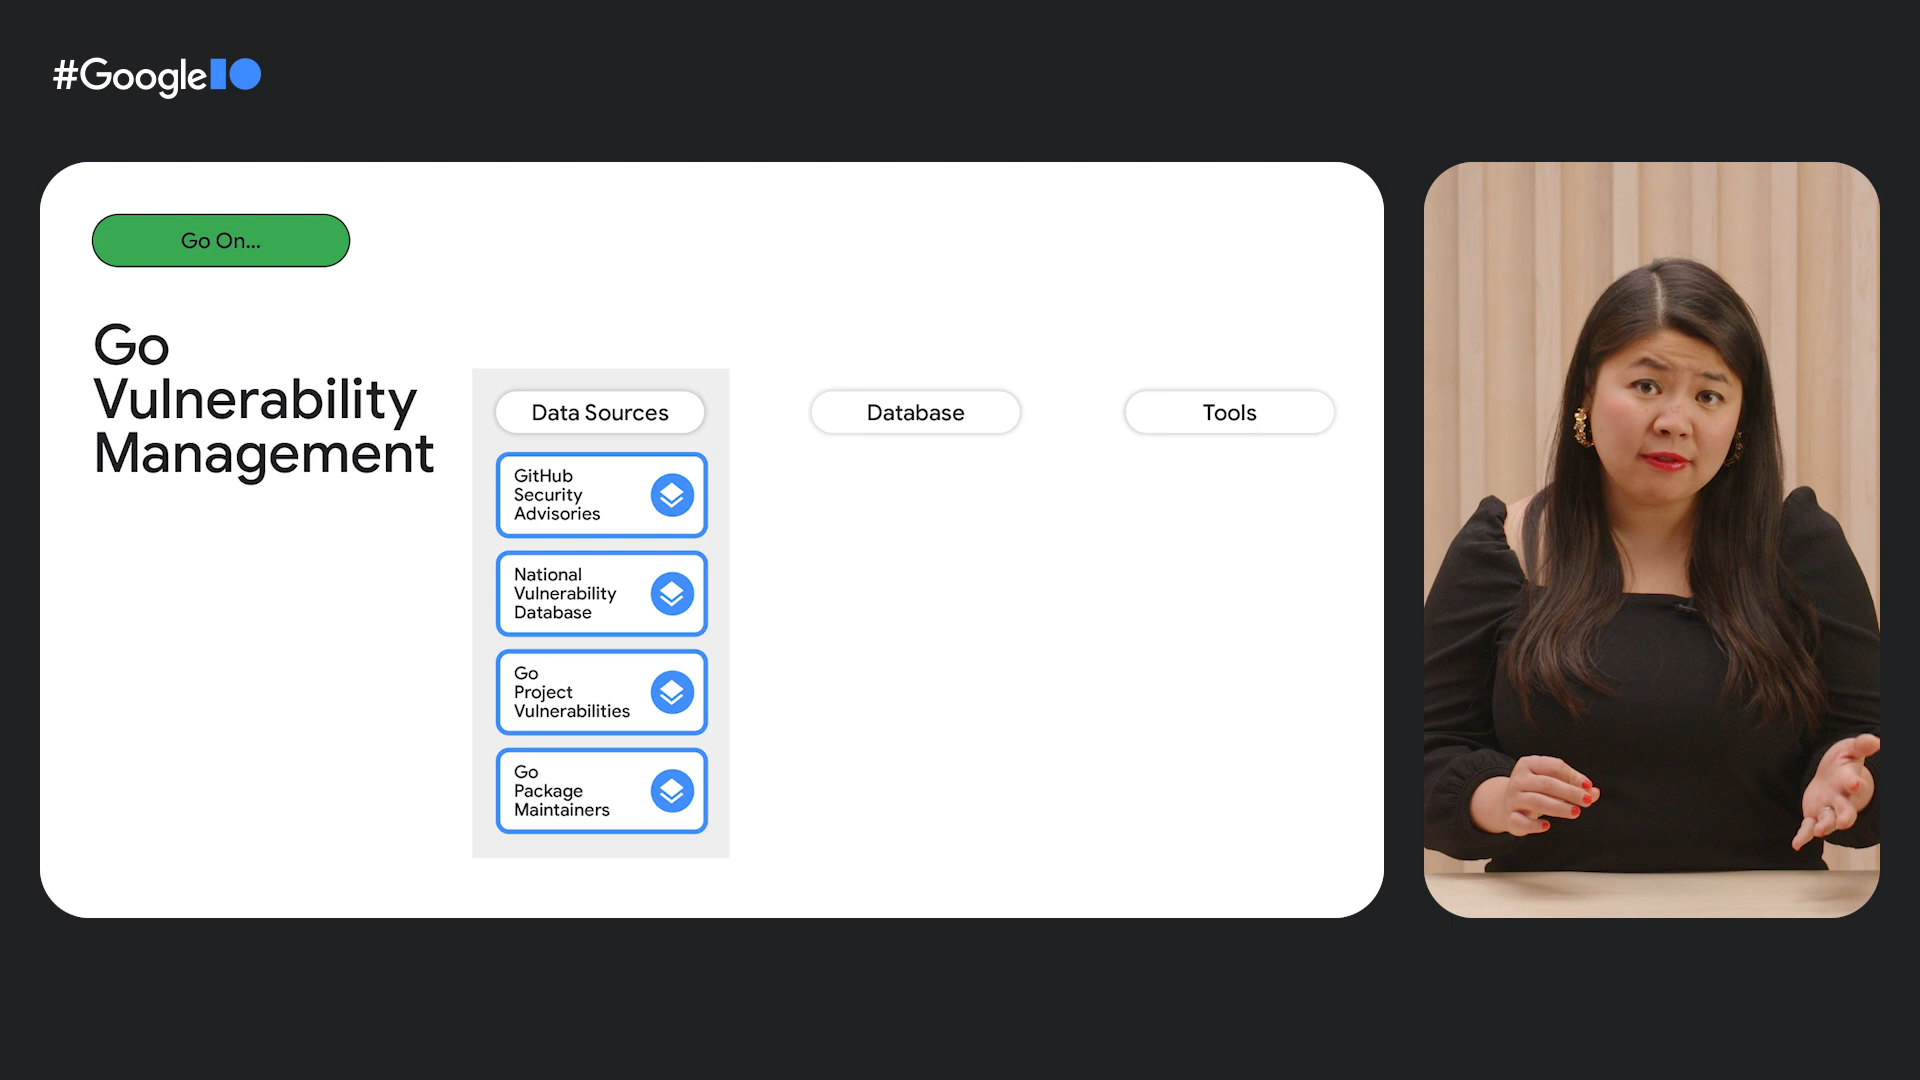 #GoogleIO
Go On...
Go
Vulnerability
Management
Data Sources
GitHub
Security
Advisories
National
Vulnerability
Database
Go
Project
Vulnerabilities
Go
Package
Maintainers
Database
Tools